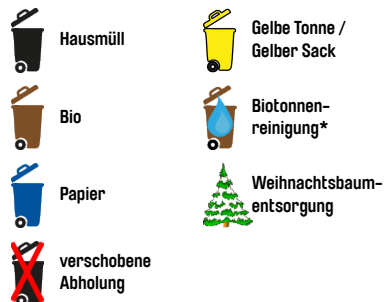 Hausmüll
Gelbe Tonne /
Gelber Sack
Bio
Biotonnen-
reinigung*
Papier
Weihnachtsbaum-
entsorgung
verschobene
Abholung